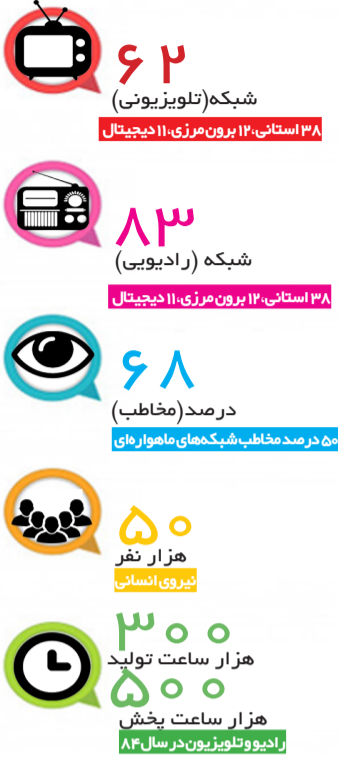 ۶۲
شبکه(تلویزیونی)
۳۸ استانی،۱۲ برون مرزی،۱۱ دیجیتال
۸۳
شبکه (رادیویی)
۳۸ استانی،۱۲ برون مرزی،۱۱ دیجیتال
۶۸
درصد(مخاطب)
۵۰ درصد مخاطب شبکه‌های ماهواره‌ای
۵۰
هزار نفر
نیروی انسانی
۳۰۰
هزار ساعت تولید
۵۰۰
هزار ساعت پخش
رادیو و تلویزیون در سال ۸۴